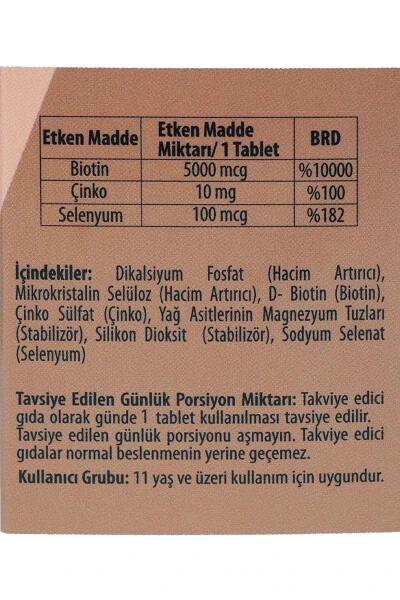 Etken Madde Etken Madde Miktarı/ 1 Tablet BRD
Biotin 5000 mcg %10000
Çinko 10 mg %100
Selenyum 100 mcg %182
İçindekiler: Dikalsiyum Fosfat (Hacim Artırıcı),
Mikrokristalin Selüloz (Hacim Artırıcı), D- Biotin (Biotin),
Çinko Sülfat (Çinko), Yağ Asitlerinin Magnezyum Tuzları
(Stabilizör), Silikon Dioksit (Stabilizör), Sodyum Selenat
(Selenyum)
Tavsiye Edilen Günlük Porsiyon Miktarı: Takviye edici
gıda olarak günde 1 tablet kullanılması tavsiye edilir.
Tavsiye edilen günlük porsiyonu aşmayın. Takviye edici
gıdalar normal beslenmenin yerine geçemez.
Kullanıcı Grubu: 11 yaş ve üzeri kullanım için uygundur.